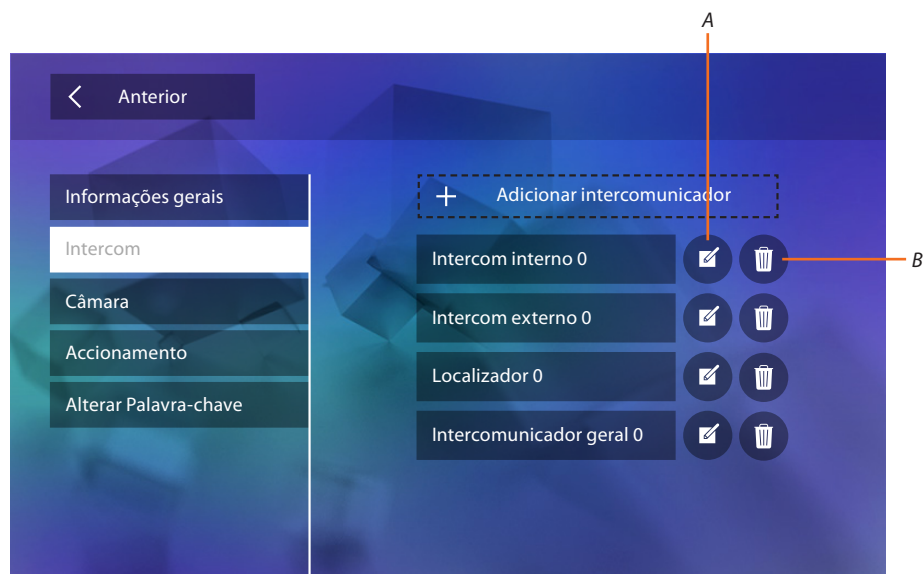 A
Anterior
Informações gerais
Intercom
Câmara
Accionamento
Alterar Palavra-chave
Adicionar intercomunicador
Intercom interno 0
B
Intercom externo 0
Localizador 0
Intercomunicador geral 0